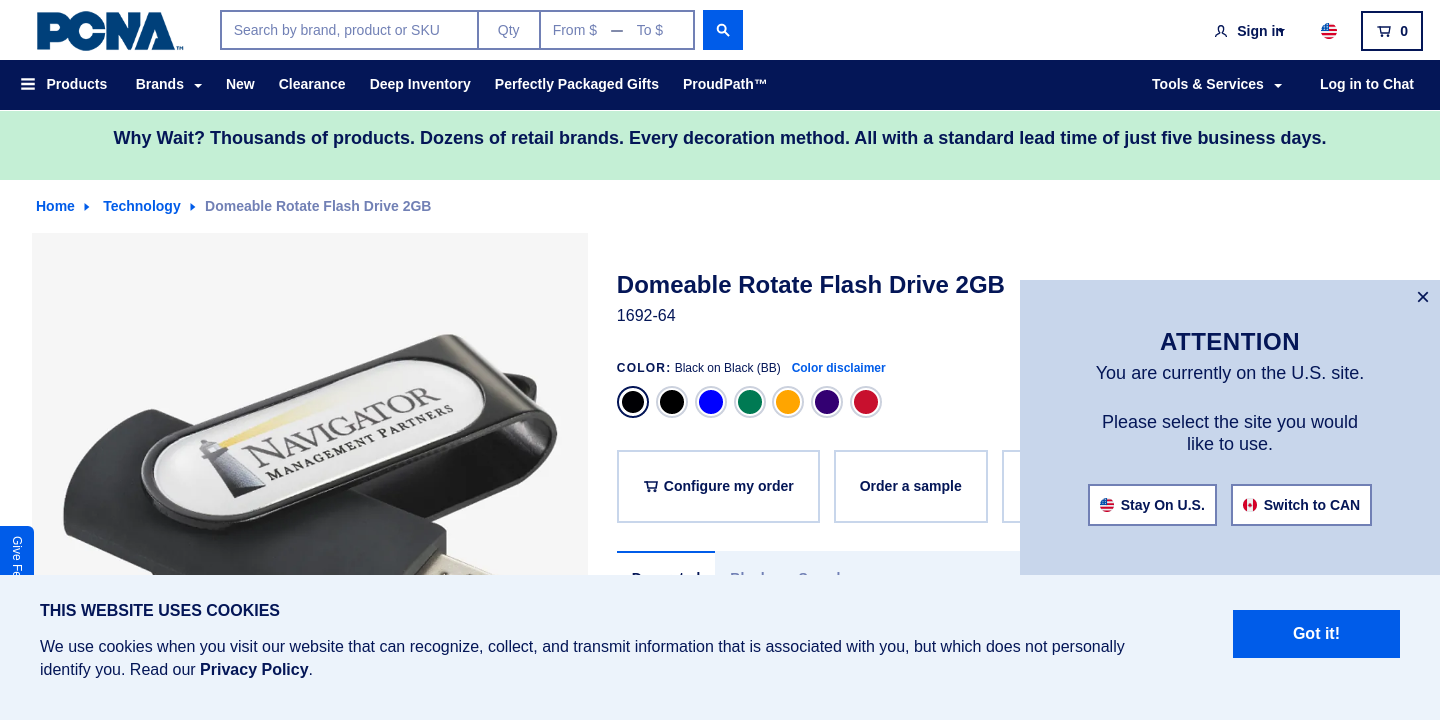 PCNA™
Search by brand, product or SKU
Qty
From $ — To $
Sign in
0
Products
Brands
New
Clearance
Deep Inventory
Perfectly Packaged Gifts
ProudPath™
Tools & Services
Log in to Chat
Why Wait? Thousands of products. Dozens of retail brands. Every decoration method. All with a standard lead time of just five business days.
Home
Technology
Domeable Rotate Flash Drive 2GB
NAVIGATOR
MANAGEMENT PARTNERS
Domeable Rotate Flash Drive 2GB
1692-64
COLOR: Black on Black (BB) Color disclaimer
Configure my order
Order a sample
×
ATTENTION
You are currently on the U.S. site.
Please select the site you would
like to use.
Stay On U.S.
Switch to CAN
Give
THIS WEBSITE USES COOKIES
We use cookies when you visit our website that can recognize, collect, and transmit information that is associated with you, but which does not personally
identify you. Read our Privacy Policy.
Got it!